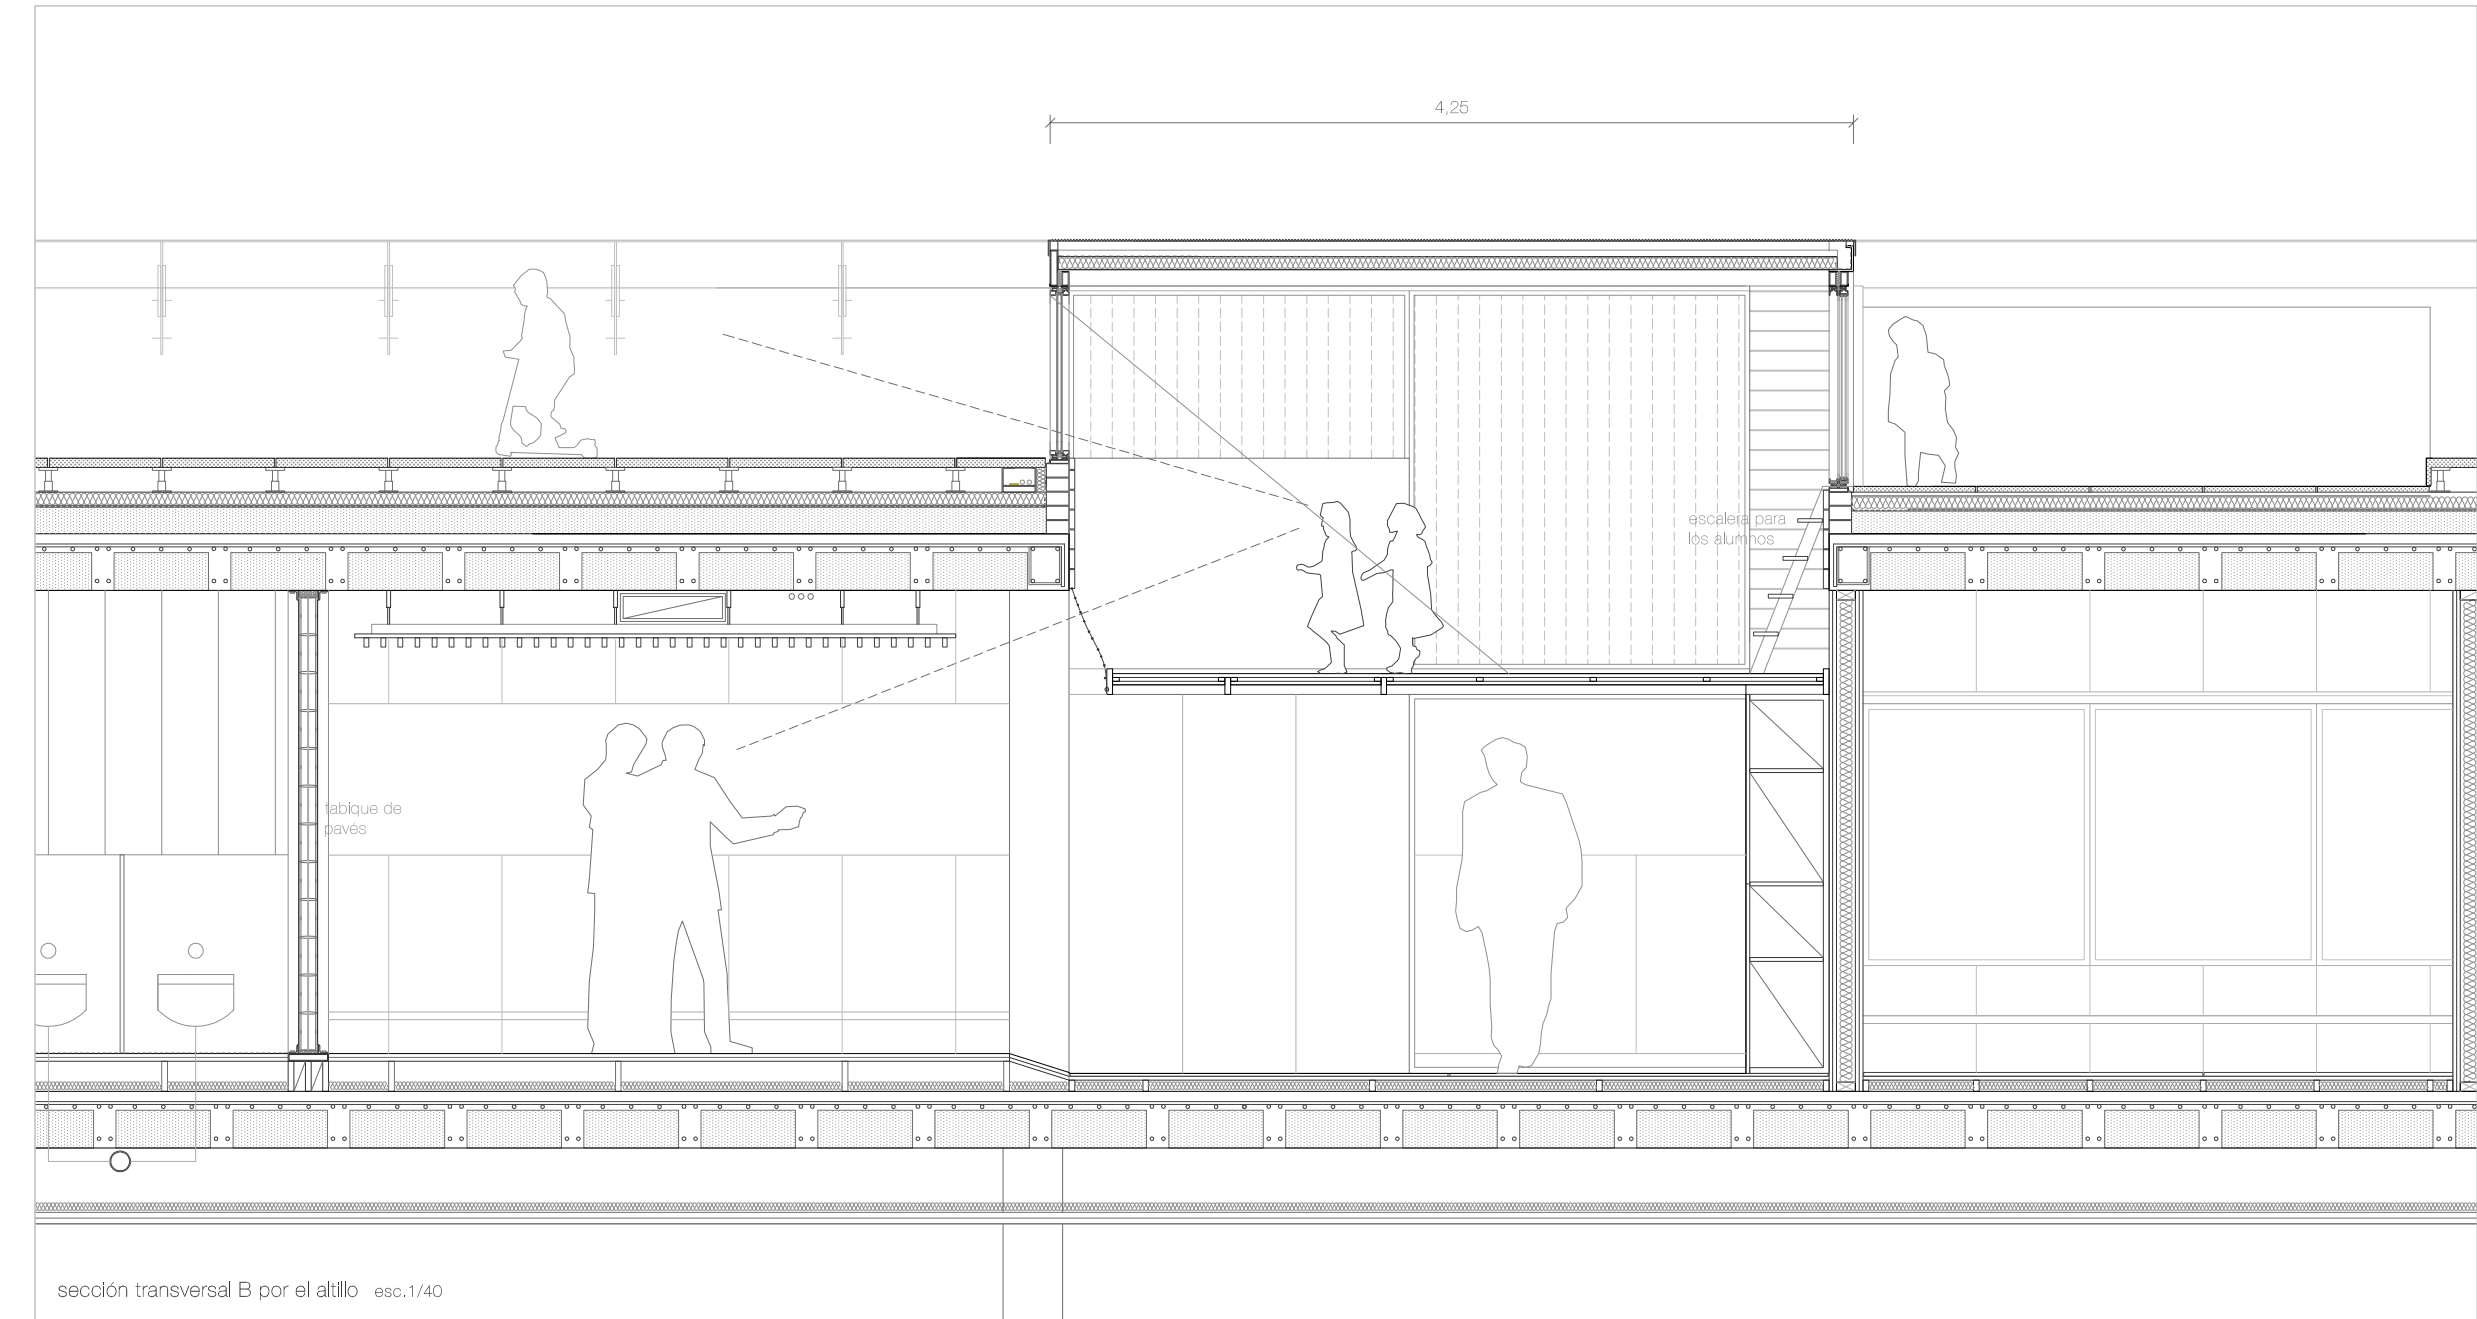 4,25
escalera para
los alumnos
tabique de
pavés
sección transversal B por el altillo esc.1/40